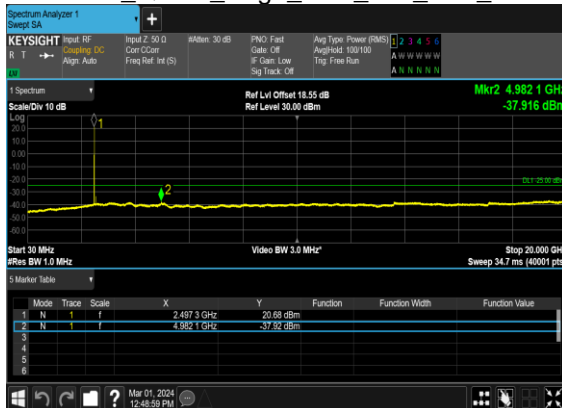 Spectrum Analyzer 1
Swept SA
KEYSIGHT Input: RF Input Z: 50 Ω #Atten: 30 dB PNO: Fast Avg Type: Power (RMS) 1 2 3 4 5 6
R T Coupling: DC Corr CCorr Gate: Off Avg|Hold: 100/100 A W W W W W
Align: Auto Freq Ref: Int (S) IF Gain: Low Trig: Free Run
LXI Sig Track: Off A N N N N N
1 Spectrum Ref Lvl Offset 18.55 dB Mkr2 4.982 1 GHz
Scale/Div 10 dB Ref Level 30.00 dBm -37.916 dBm
Log
20.0
10.0
0.00
-10.0
-20.0
-30.0
-40.0
-50.0
-60.0
1
2
DL1 -25.00 dBm
Start 30 MHz Video BW 3.0 MHz* Stop 20.000 GHz
#Res BW 1.0 MHz Sweep 34.7 ms (40001 pts)
5 Marker Table
Mode Trace Scale X Y Function Function Width Function Value
1 N 1 f 2.497 3 GHz 20.68 dBm
2 N 1 f 4.982 1 GHz -37.92 dBm
3
4
5
6
? Mar 01, 2024
12:48:59 PM